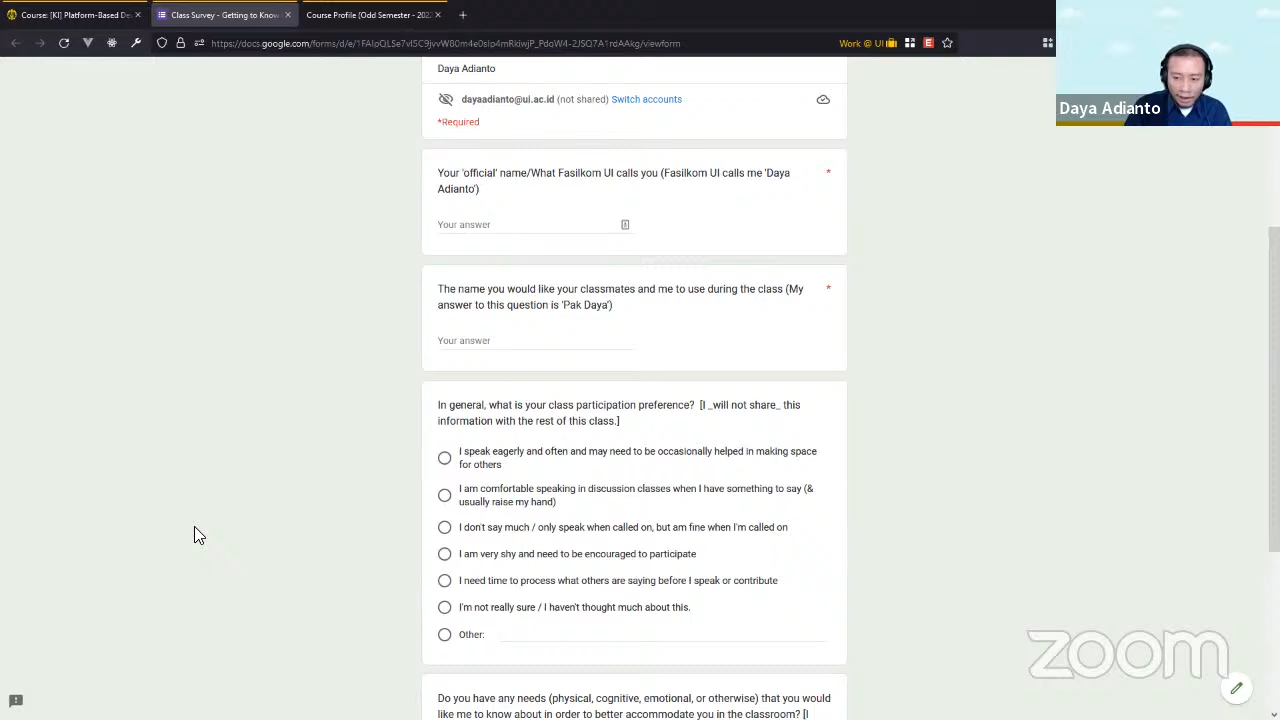 Course: [KI] Platform-Based De
Class Survey - Getting to Know
Course Profile (Odd Semester - 202
https://docs.google.com/forms/d/e/
/viewform
Work @ UI
E
Daya Adianto
Daya Adianto
dayaadianto@ui.ac.id (not shared) Switch accounts
*Required
Your 'official' name/What Fasilkom UI calls you (Fasilkom UI calls me 'Daya
Adianto')
*
Your answer
The name you would like your classmates and me to use during the class (My
answer to this question is 'Pak Daya')
*
Your answer
In general, what is your class participation preference? [I _will not share_ this
information with the rest of this class.]
I speak eagerly and often and may need to be occasionally helped in making space
for others
I am comfortable speaking in discussion classes when I have something to say (&
usually raise my hand)
I don't say much / only speak when called on, but am fine when I'm called on
I am very shy and need to be encouraged to participate
I need time to process what others are saying before I speak or contribute
I'm not really sure / I haven't thought much about this.
Other:
Do you have any needs (physical, cognitive, emotional, or otherwise) that you would
like me to know about in order to better accommodate you in the classroom? [I
zoom